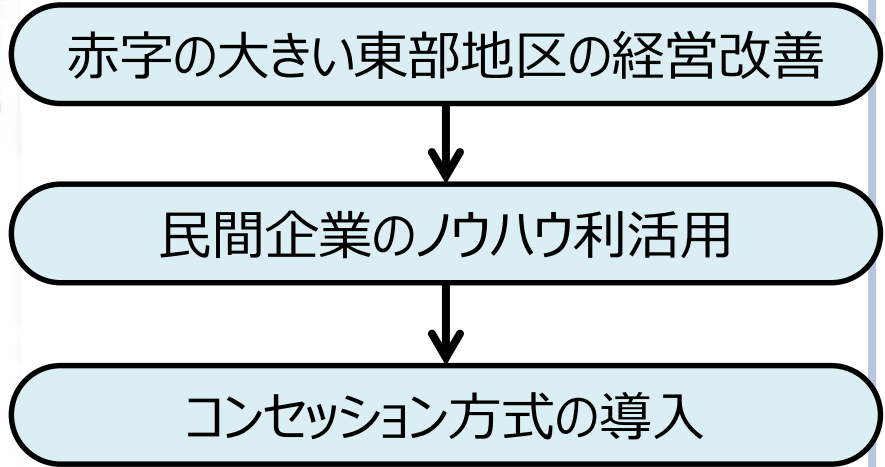 赤字の大きい東部地区の経営改善
民間企業のノウハウ利活用
コンセッション方式の導入